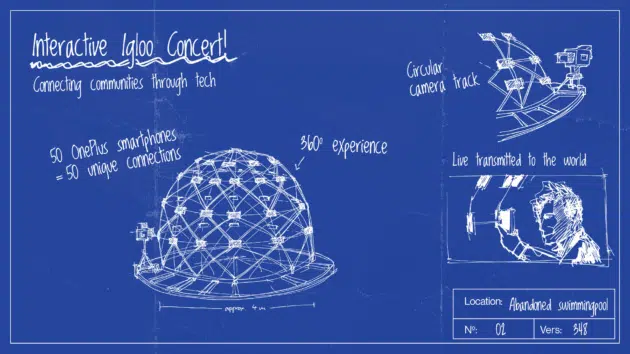 Interactive Igloo Concert!
Connecting communities through tech
50 OnePlus smartphones
= 50 unique connections
360° experience
approx 4 m
Circular
camera track
Live transmitted to the world
Location: Abandoned swimmingpool
Nº: 02
Vers: 348